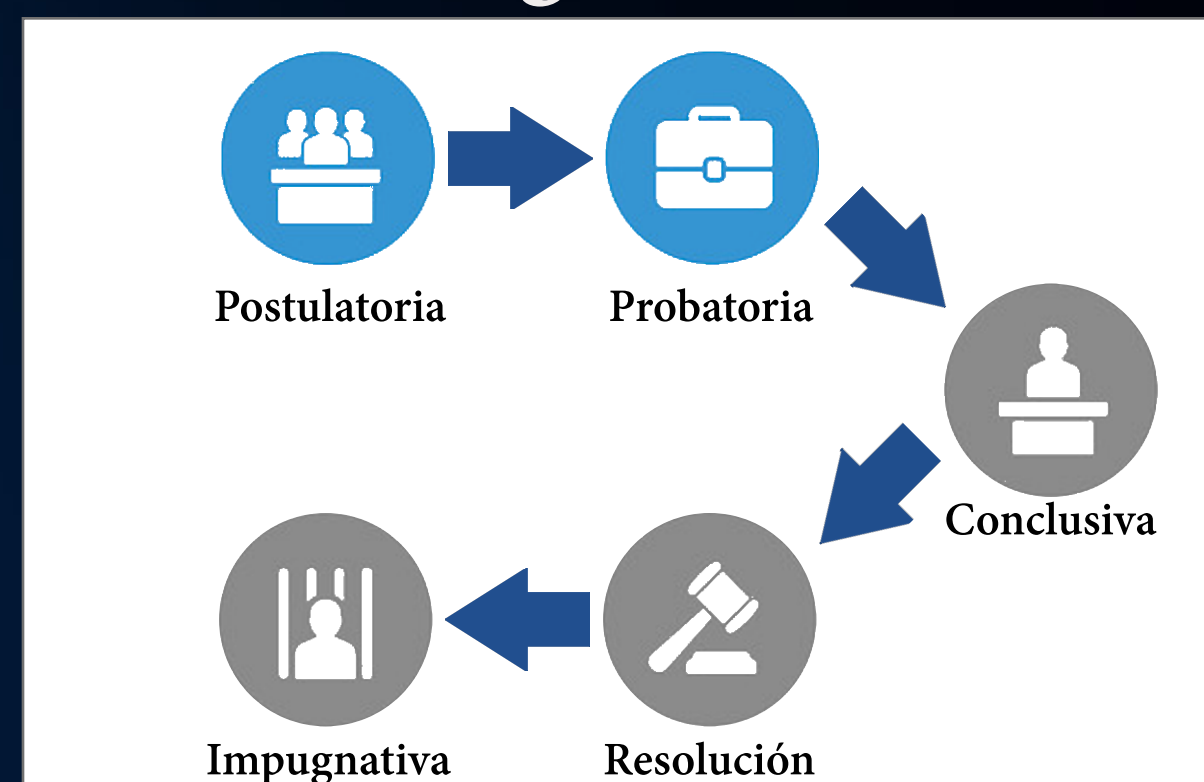 Postulatoria
Probatoria
Conclusiva
Resolución
Impugnativa